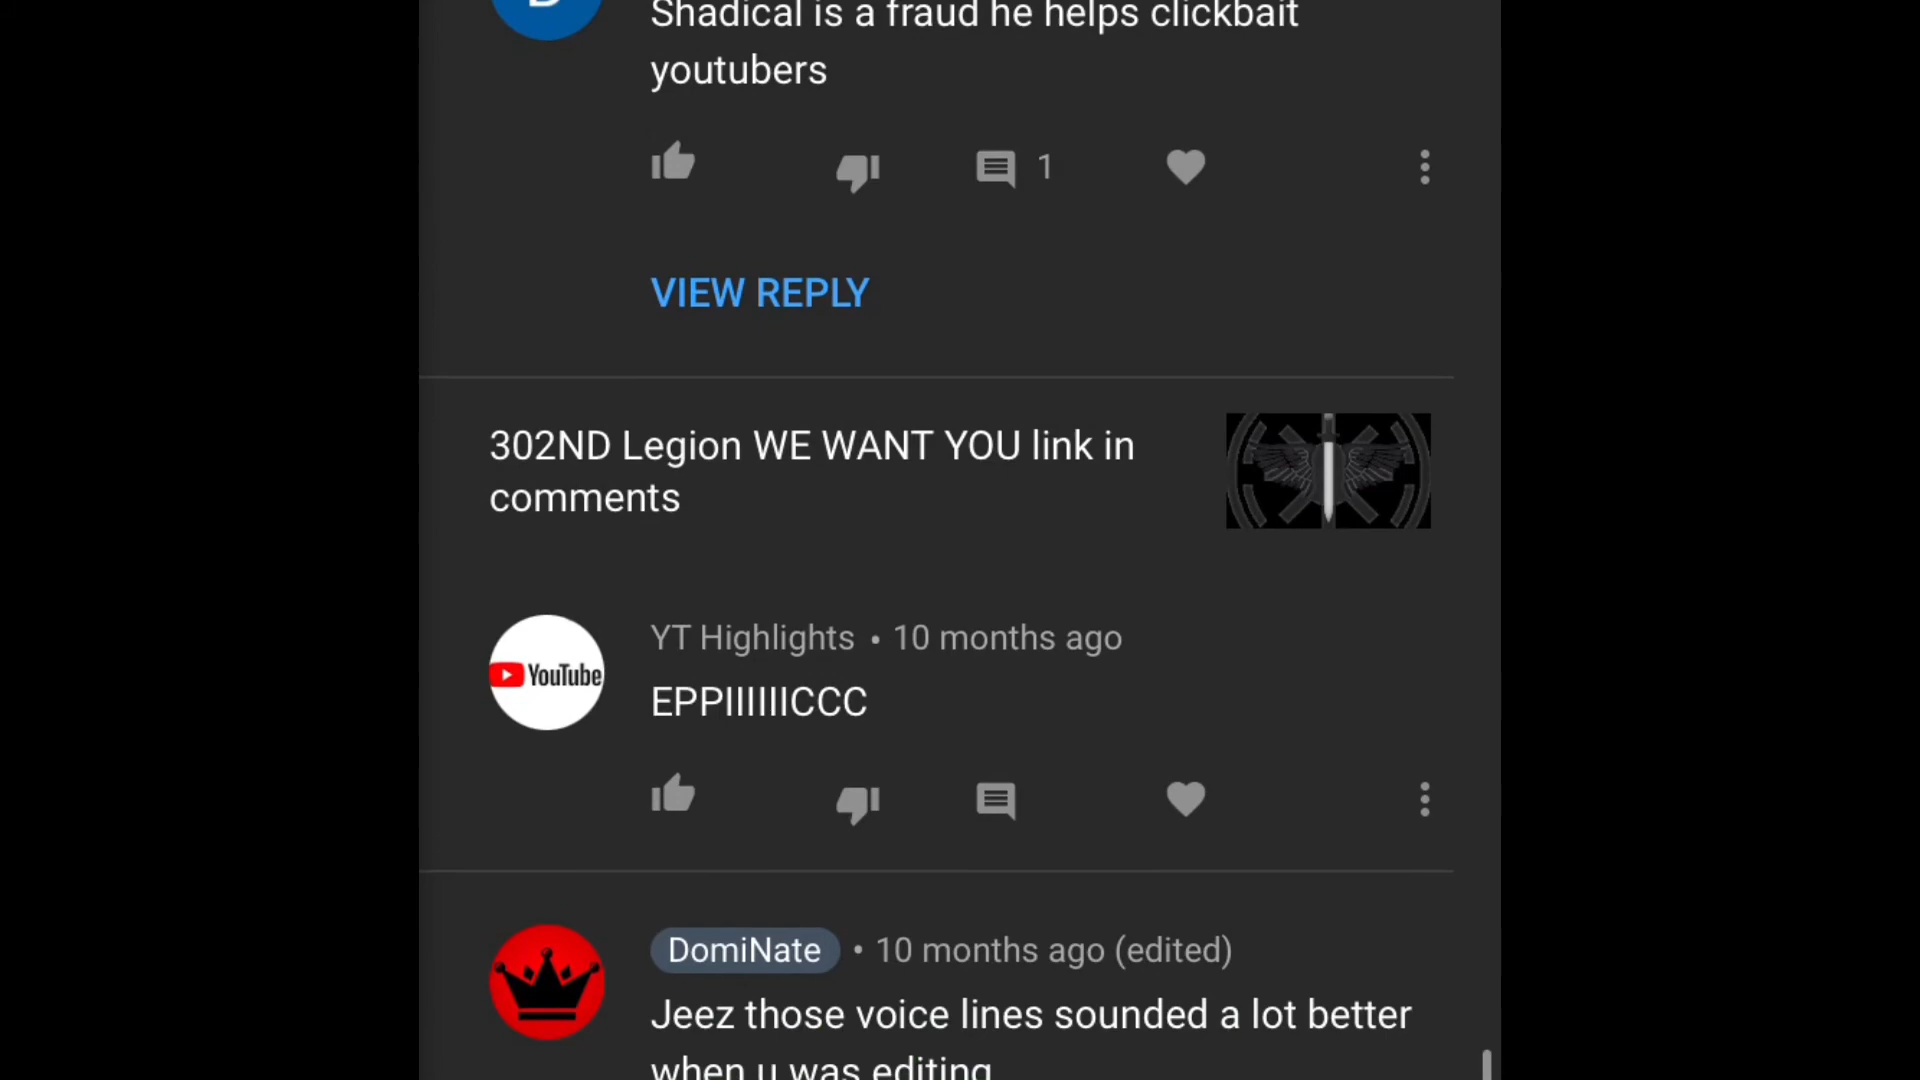 Shadical is a fraud he helps clickbait
youtubers
1
VIEW REPLY
302ND Legion WE WANT YOU link in
comments
YT Highlights • 10 months ago
YouTube
EPPIIIIIICCC
DomiNate • 10 months ago (edited)
Jeez those voice lines sounded a lot better
when u was editing